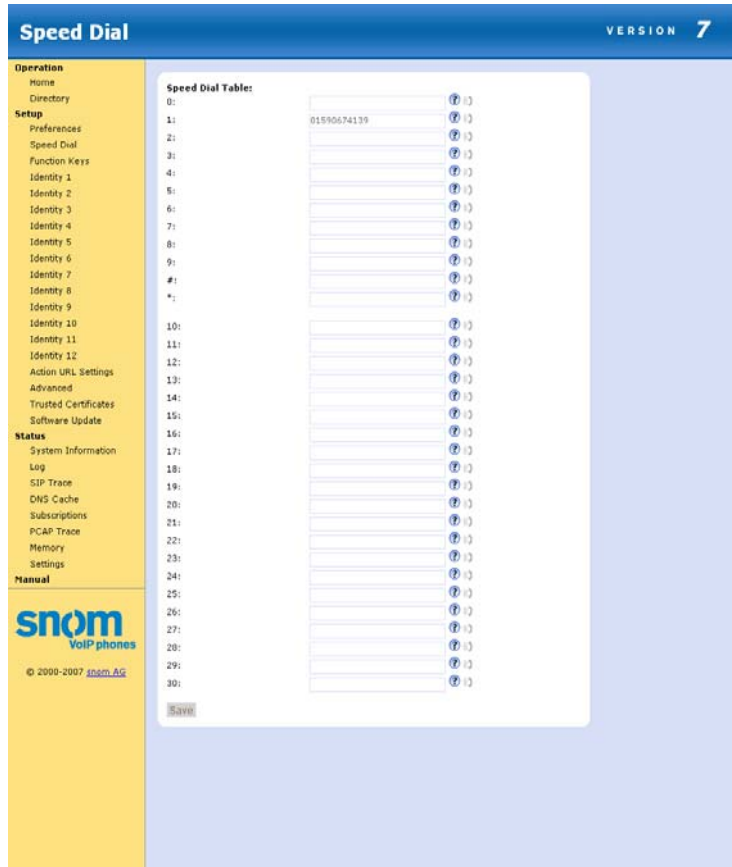 Speed Dial
VERSION 7
Operation
Home
Directory
Setup
Preferences
Speed Dial
Function Keys
Identity 1
Identity 2
Identity 3
Identity 4
Identity 5
Identity 6
Identity 7
Identity 8
Identity 9
Identity 10
Identity 11
Identity 12
Action URL Settings
Advanced
Trusted Certificates
Software Update
Status
System Information
Log
SIP Trace
DNS Cache
Subscriptions
PCAP Trace
Memory
Settings
Manual
snom
VoIP phones
© 2000-2007 snom AG
Speed Dial Table:
0:
1: 01590674139
2:
3:
4:
5:
6:
7:
8:
9:
#:
*:
10:
11:
12:
13:
14:
15:
16:
17:
18:
19:
20:
21:
22:
23:
24:
25:
26:
27:
28:
29:
30:
Save